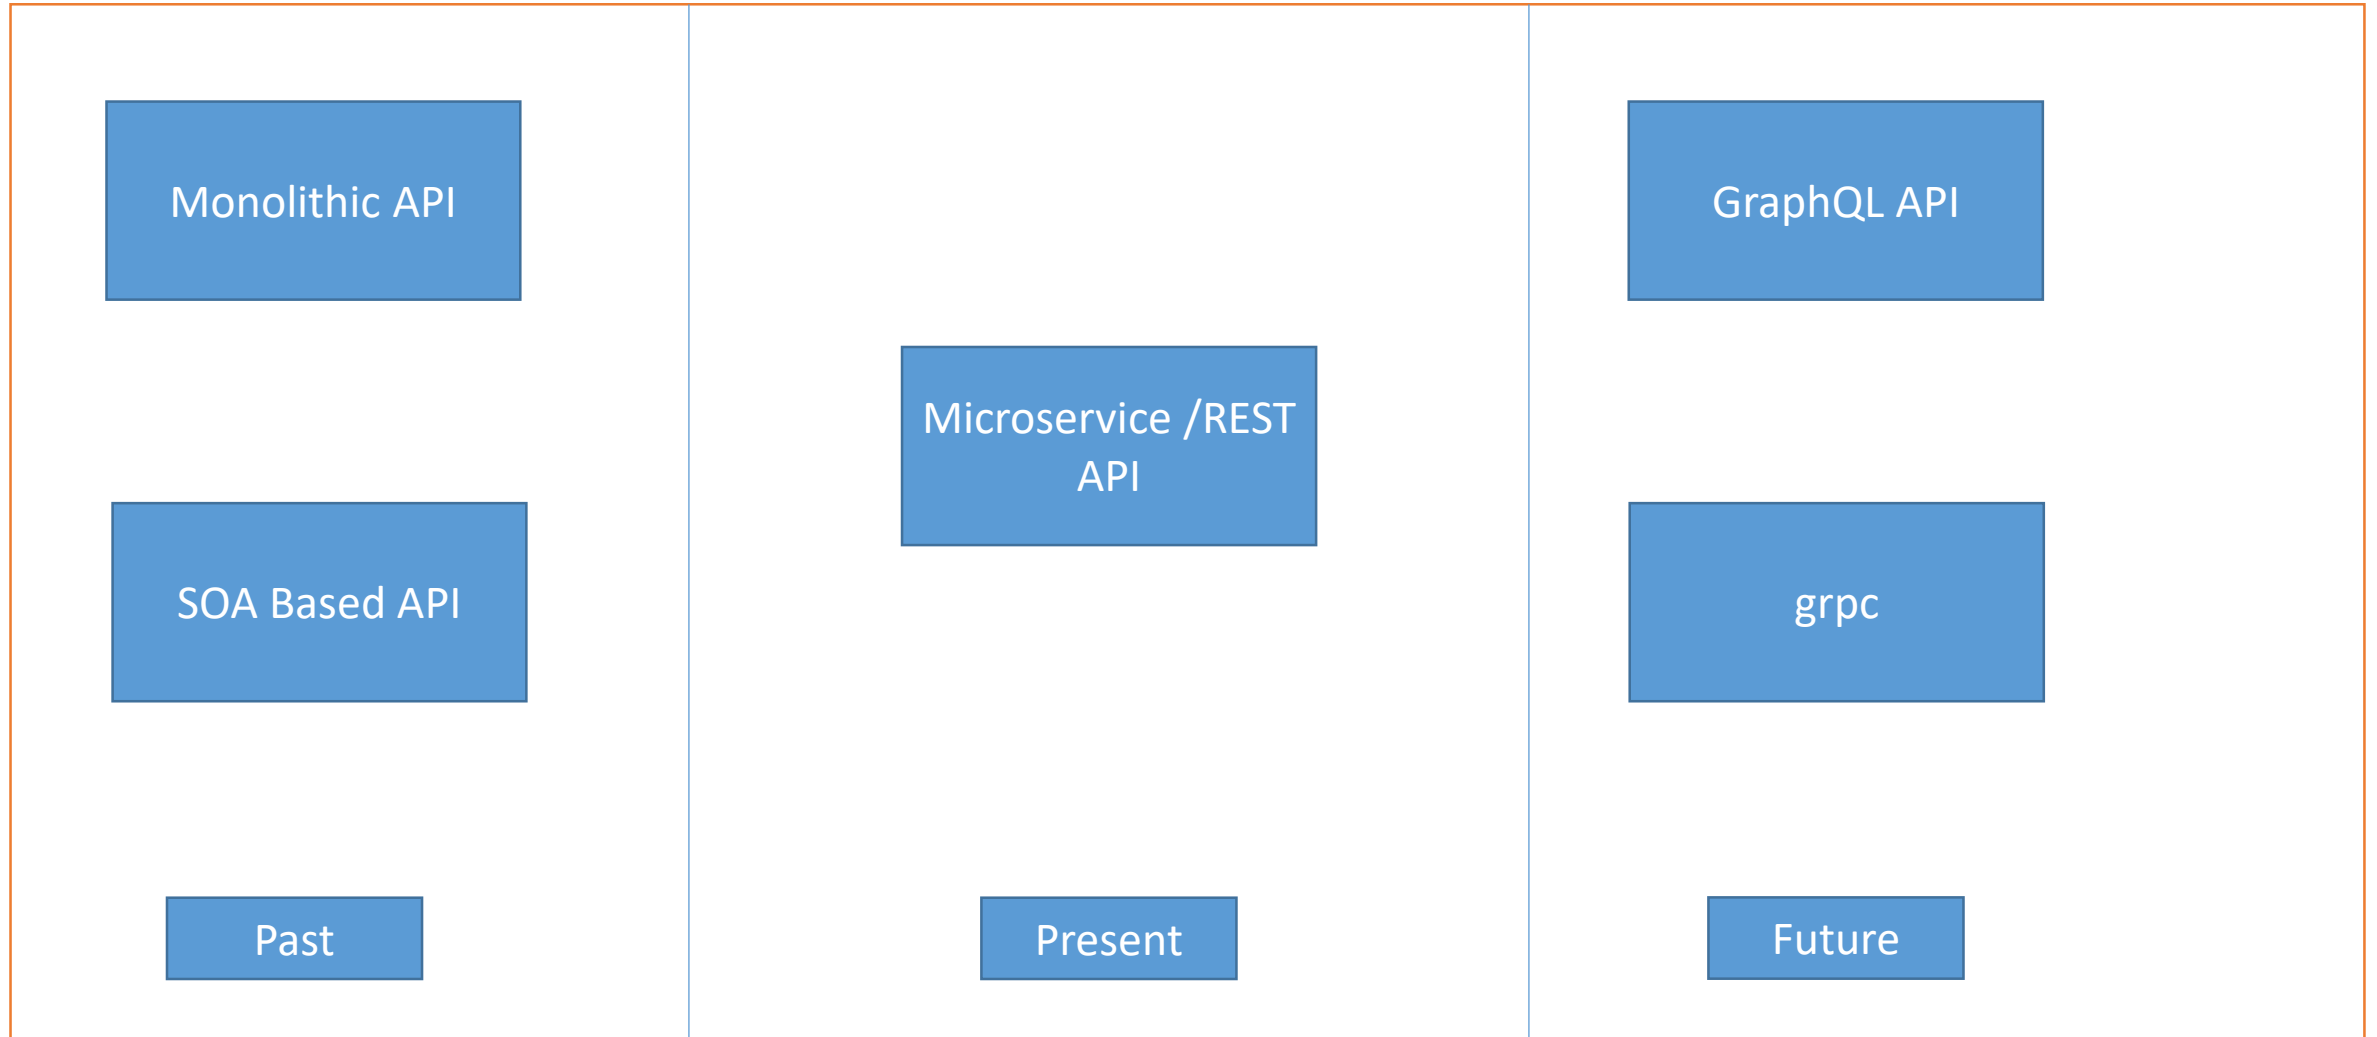 Monolithic API
SOA Based API
Past
Microservice /REST
API
Present
GraphQL API
grpc
Future